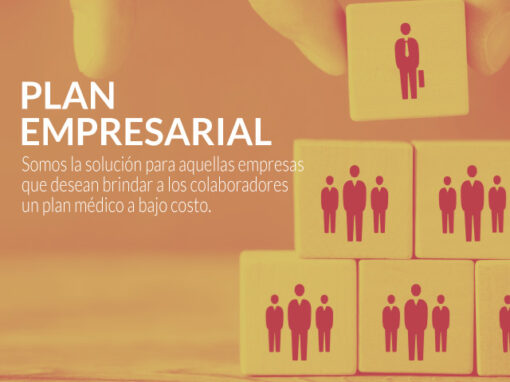 PLAN
EMPRESARIAL
Somos la solución para aquellas empresas
que desean brindar a los colaboradores
un plan médico a bajo costo.